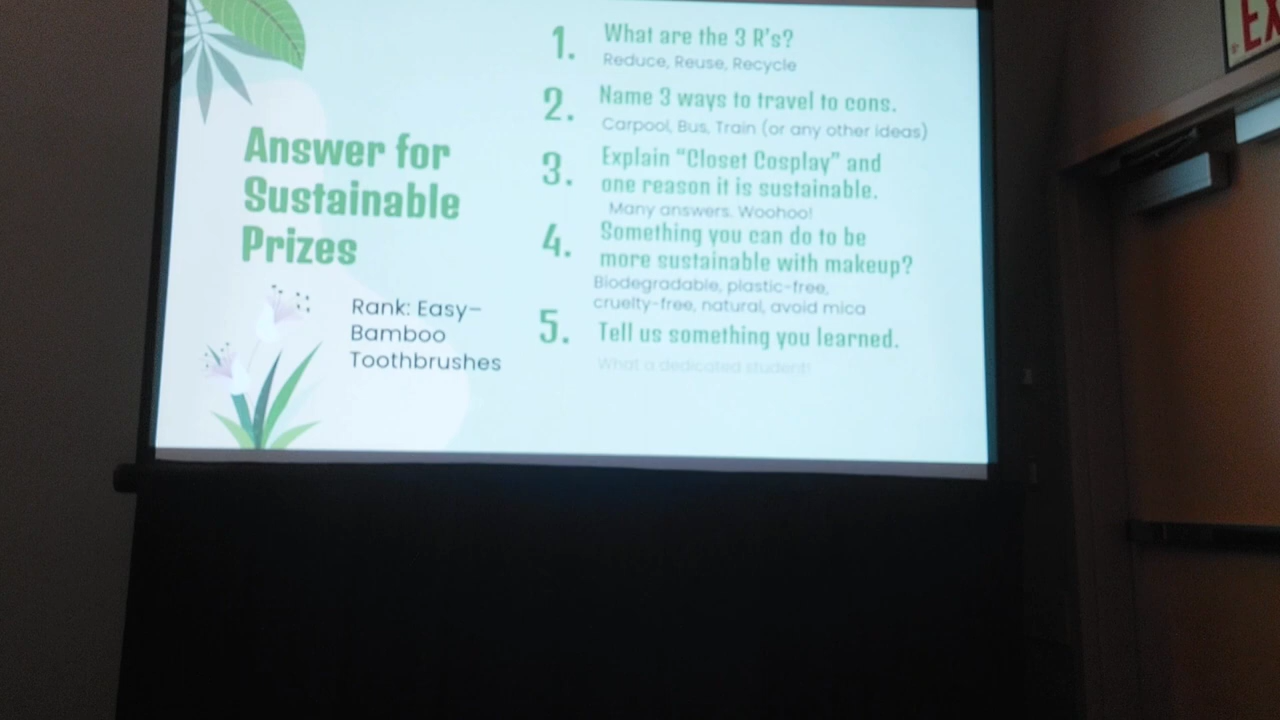 Answer for
Sustainable
Prizes
Rank: Easy–
Bamboo
Toothbrushes
1. What are the 3 R's?
Reduce, Reuse, Recycle
2. Name 3 ways to travel to cons.
Carpool, Bus, Train (or any other ideas)
3. Explain “Closet Cosplay” and
one reason it is sustainable.
Many answers. Woohoo!
4. Something you can do to be
more sustainable with makeup?
Biodegradable, plastic-free,
cruelty-free, natural, avoid mica
5. Tell us something you learned.
What a dedicated student!
EX